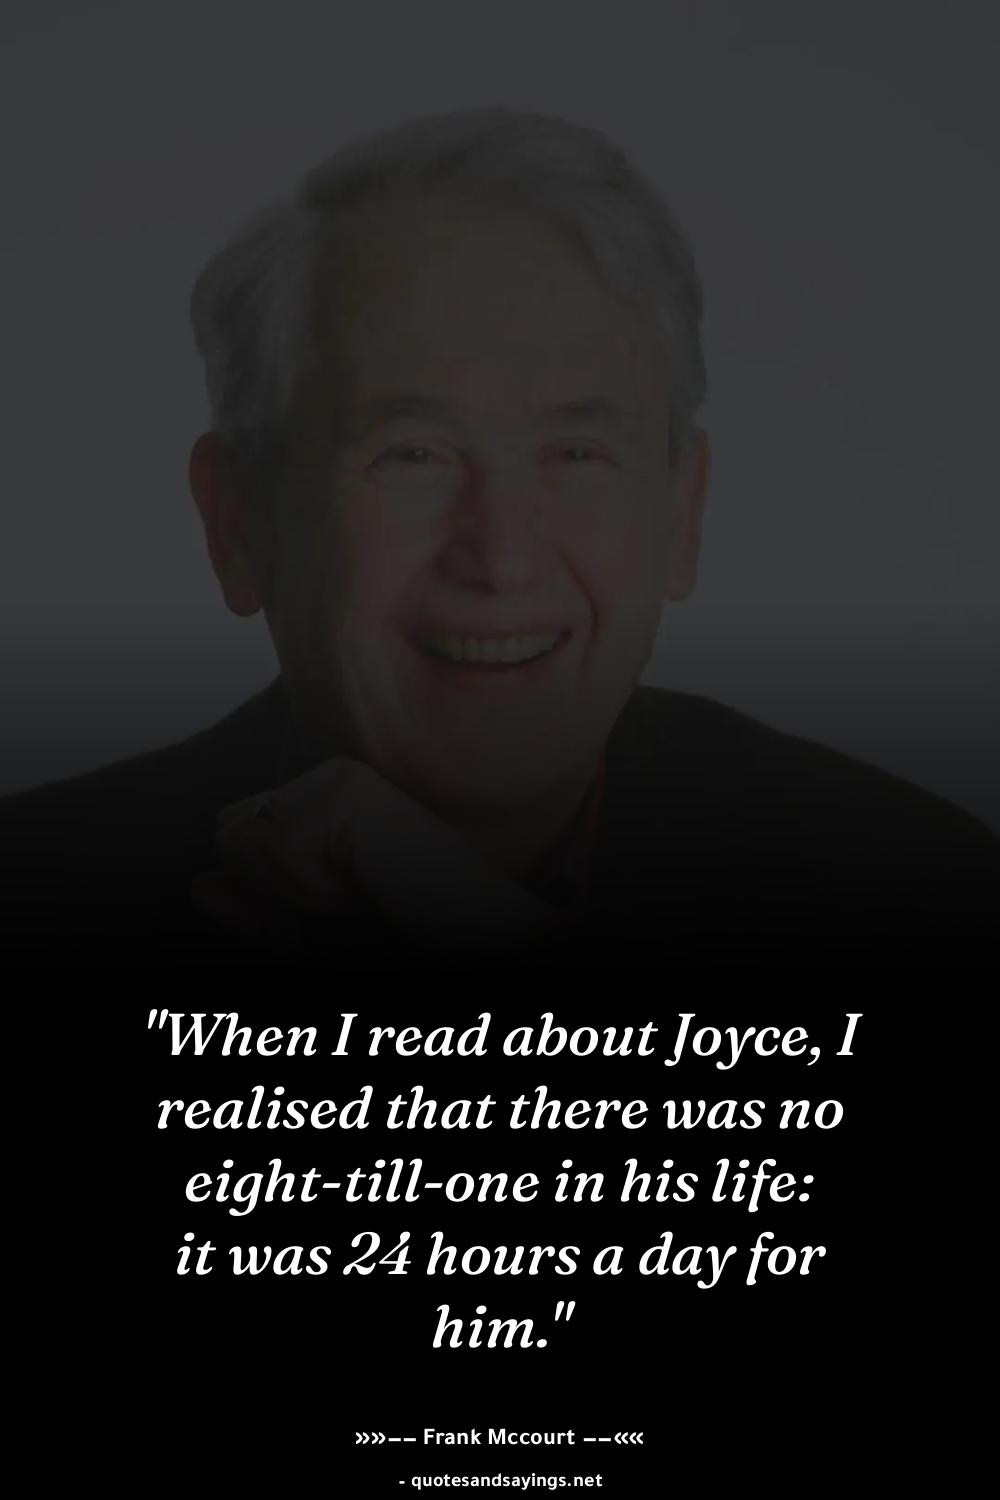 "When I read about Joyce, I
realised that there was no
eight-till-one in his life:
it was 24 hours a day for
him."
»»−− Frank Mccourt −−««
- quotesandsayings.net